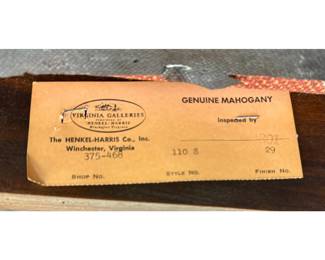 VIRGINIA GALLERIES
HENKEL-HARRIS
GENUINE MAHOGANY
Inspected by
The HENKEL-HARRIS Co., Inc.
Winchester, Virginia
375-468 110 S 29
Shop No. Style No. Finish No.